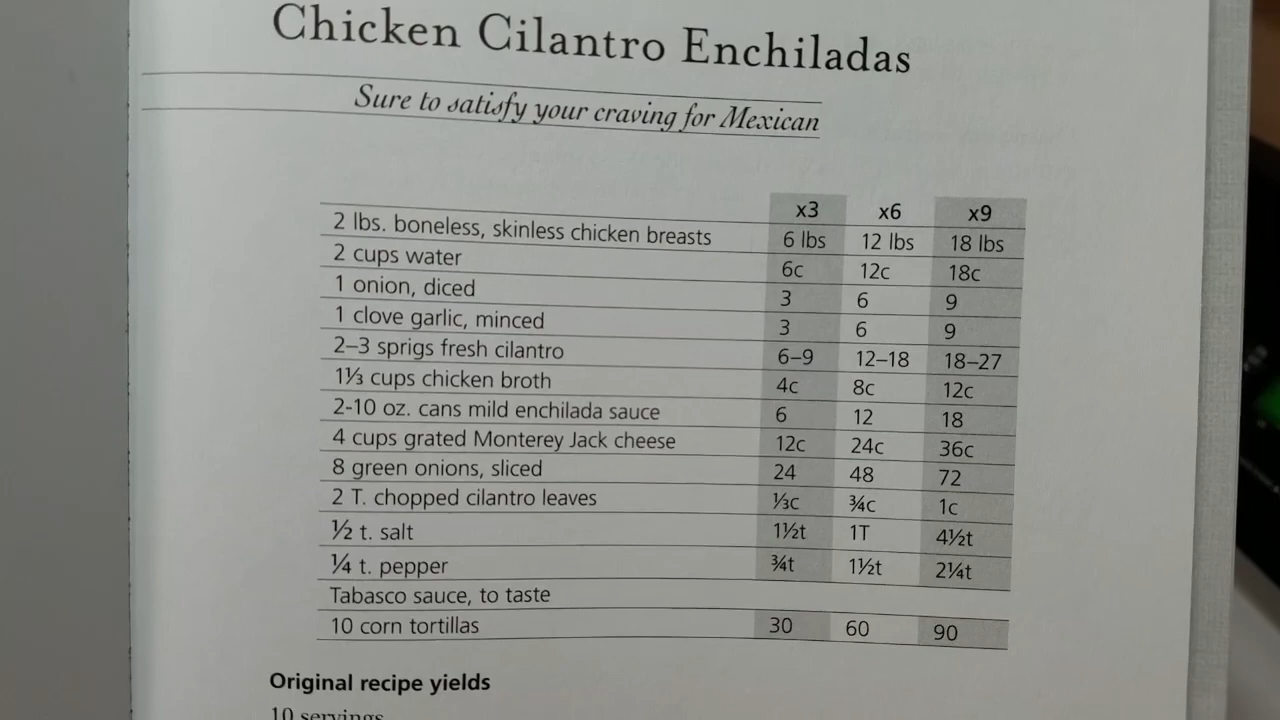 Chicken Cilantro Enchiladas
Sure to satisfy your craving for Mexican
x3 x6 x9
2 lbs. boneless, skinless chicken breasts 6 lbs 12 lbs 18 lbs
2 cups water 6c 12c 18c
1 onion, diced 3 6 9
1 clove garlic, minced 3 6 9
2–3 sprigs fresh cilantro 6–9 12–18 18–27
1⅓ cups chicken broth 4c 8c 12c
2-10 oz. cans mild enchilada sauce 6 12 18
4 cups grated Monterey Jack cheese 12c 24c 36c
8 green onions, sliced 24 48 72
2 T. chopped cilantro leaves ⅓c ¾c 1c
½ t. salt 1½t 1T 4½t
¼ t. pepper ¾t 1½t 2¼t
Tabasco sauce, to taste
10 corn tortillas 30 60 90
Original recipe yields
10 servings